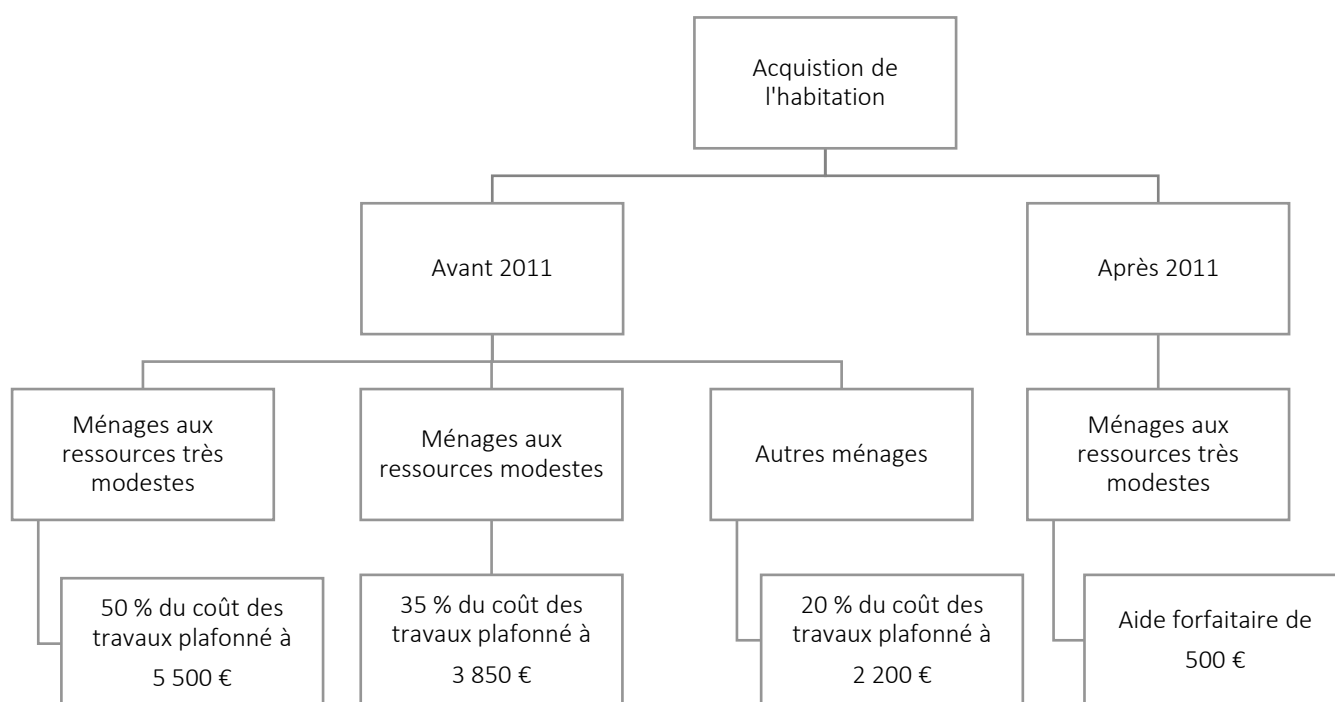 Acquistion de
l'habitation
Avant 2011
Après 2011
Ménages aux
ressources très
modestes
Ménages aux
ressources modestes
Autres ménages
Ménages aux
ressources très
modestes
50 % du coût des
travaux plafonné à
5 500 €
35 % du coût des
travaux plafonné à
3 850 €
20 % du coût des
travaux plafonné à
2 200 €
Aide forfaitaire de
500 €